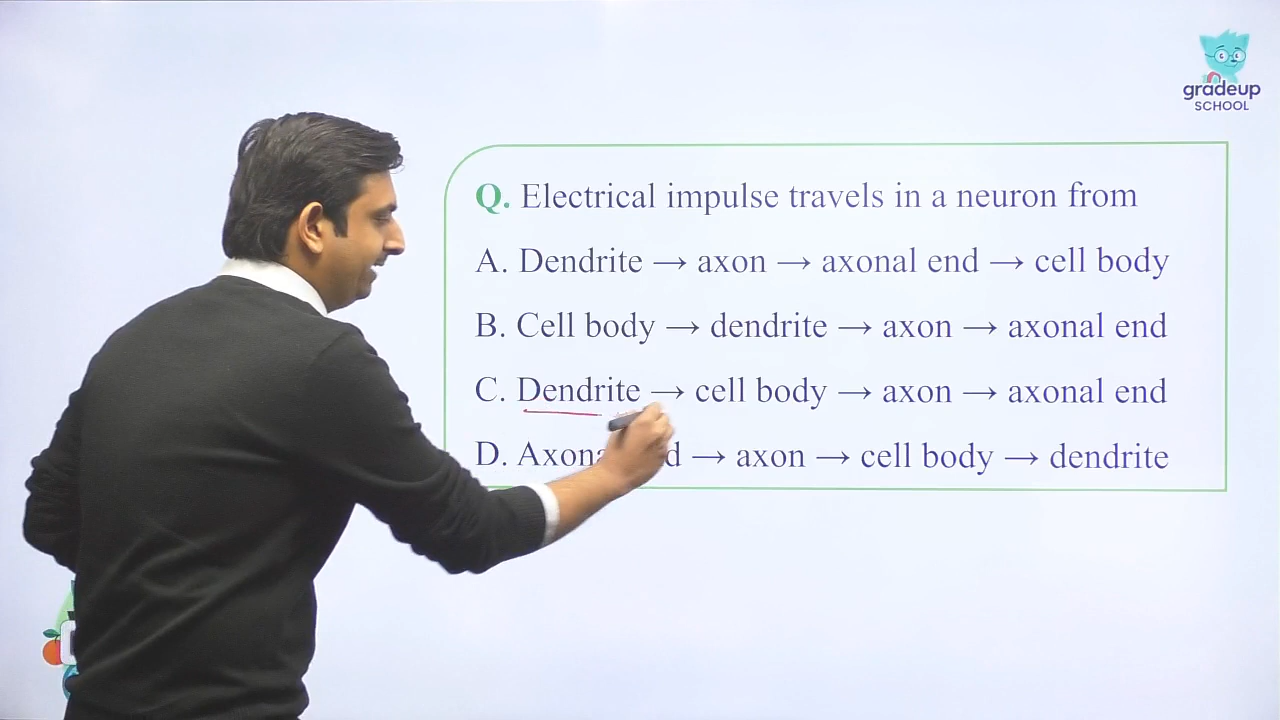 gradeup
SCHOOL
Q. Electrical impulse travels in a neuron from
A. Dendrite → axon → axonal end → cell body
B. Cell body → dendrite → axon → axonal end
C. Dendrite → cell body → axon → axonal end
D. → axon → cell body → dendrite